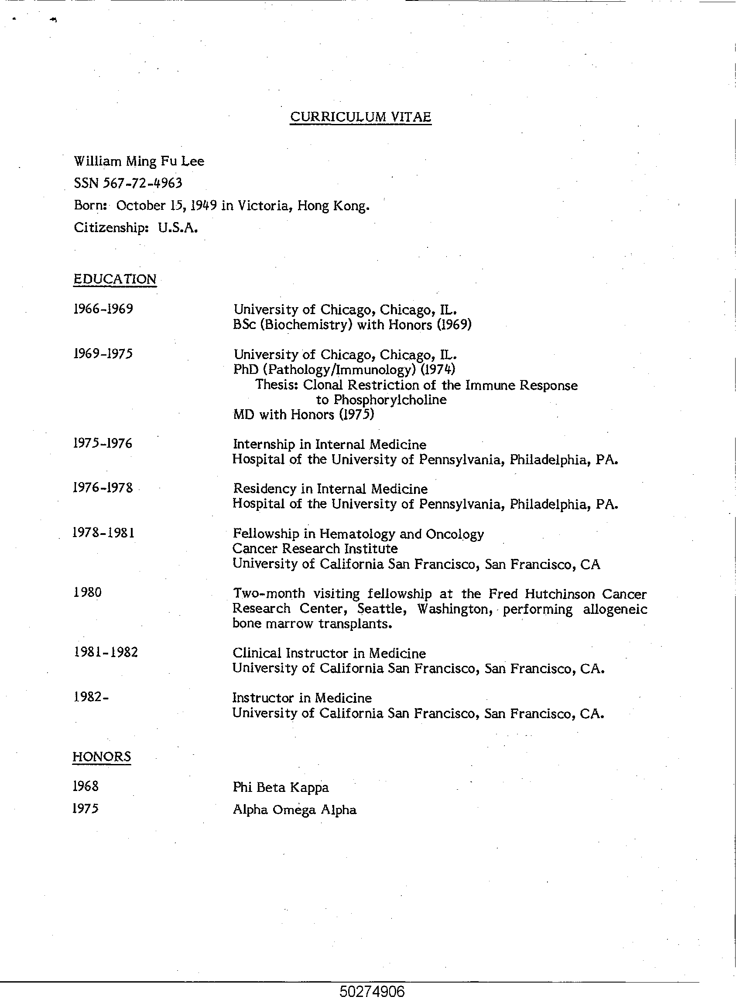 CURRICULUM VITAE
William Ming Fu Lee
SSN 567-72-4963
Born: October 15, 1949 in Victoria, Hong Kong.
Citizenship: U.S.A.
EDUCATION
1966-1969 University of Chicago, Chicago, IL.
BSc (Biochemistry) with Honors (1969)
1969-1975 University of Chicago, Chicago, IL.
PhD (Pathology/Immunology) (1974)
Thesis: Clonal Restriction of the Immune Response
to Phosphorylcholine
MD with Honors (1975)
1975-1976 Internship in Internal Medicine
Hospital of the University of Pennsylvania, Philadelphia, PA.
1976-1978 Residency in Internal Medicine
Hospital of the University of Pennsylvania, Philadelphia, PA.
1978-1981 Fellowship in Hematology and Oncology
Cancer Research Institute
University of California San Francisco, San Francisco, CA
1980 Two-month visiting fellowship at the Fred Hutchinson Cancer
Research Center, Seattle, Washington, performing allogeneic
bone marrow transplants.
1981-1982 Clinical Instructor in Medicine
University of California San Francisco, San Francisco, CA.
1982- Instructor in Medicine
University of California San Francisco, San Francisco, CA.
HONORS
1968 Phi Beta Kappa
1975 Alpha Omega Alpha
50274906